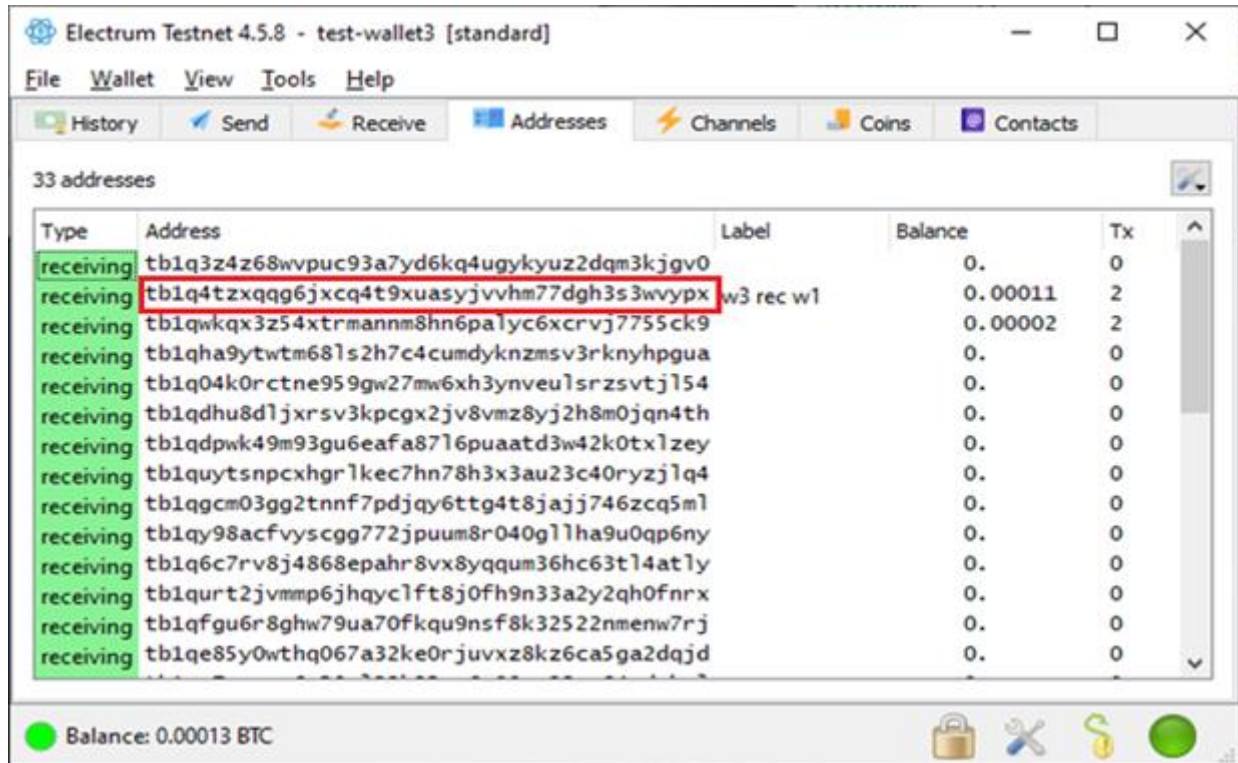 Electrum Testnet 4.5.8 - test-wallet3 [standard]
File Wallet View Tools Help
History Send Receive Addresses Channels Coins Contacts
33 addresses
Type Address Label Balance Tx
receiving tb1q3z4z68wvpuc93a7yd6kq4ugykyuz2dqm3kjgv0 0. 0
receiving tb1q4tzxqqg6jxcq4t9xuasyjvvhm77dgh3s3wvypx w3 rec w1 0.00011 2
receiving tb1qwkqx3z54xtrmannm8hn6palyc6xcrvj7755ck9 0.00002 2
receiving tb1qha9ytwtm68ls2h7c4cumdyknzmsv3rknyhpgua 0. 0
receiving tb1q04k0rctne959gw27mw6xh3ynveulsrzsvtjl54 0. 0
receiving tb1qdhu8dljxrsv3kpcgx2jv8vmz8yj2h8m0jqn4th 0. 0
receiving tb1qdpwk49m93gu6eafa87l6puaatd3w42k0txlzey 0. 0
receiving tb1quytsnpcxhgrlkec7hn78h3x3au23c40ryzjlq4 0. 0
receiving tb1qgcm03gg2tnnf7pdjqy6ttg4t8jajj746zcq5ml 0. 0
receiving tb1qy98acfvyscgg772jpuum8r040gllha9u0qp6ny 0. 0
receiving tb1q6c7rv8j4868epahr8vx8yqqum36hc63tl4atly 0. 0
receiving tb1qurt2jvmmp6jhqyclft8j0fh9n33a2y2qh0fnrx 0. 0
receiving tb1qfgu6r8ghw79ua70fkqu9nsf8k32522nmenw7rj 0. 0
receiving tb1qe85y0wthq067a32ke0rjuvxz8kz6ca5ga2dqjd 0. 0
Balance: 0.00013 BTC